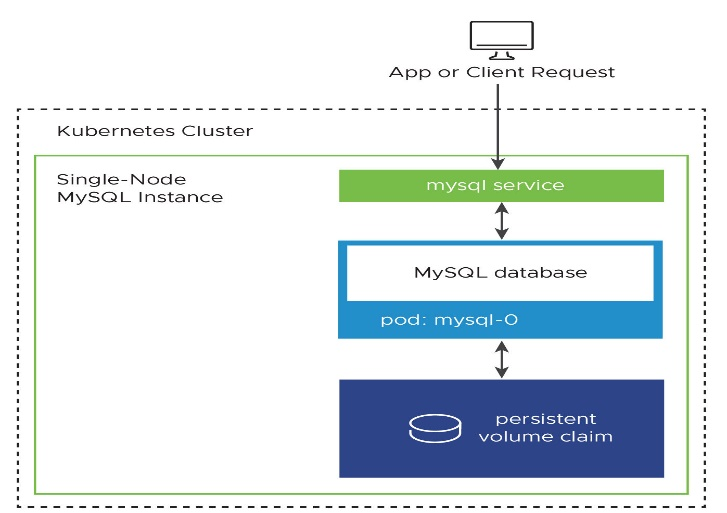 App or Client Request
Kubernetes Cluster
Single-Node
MySQL Instance
mysql service
MySQL database
pod: mysql-0
persistent
volume claim